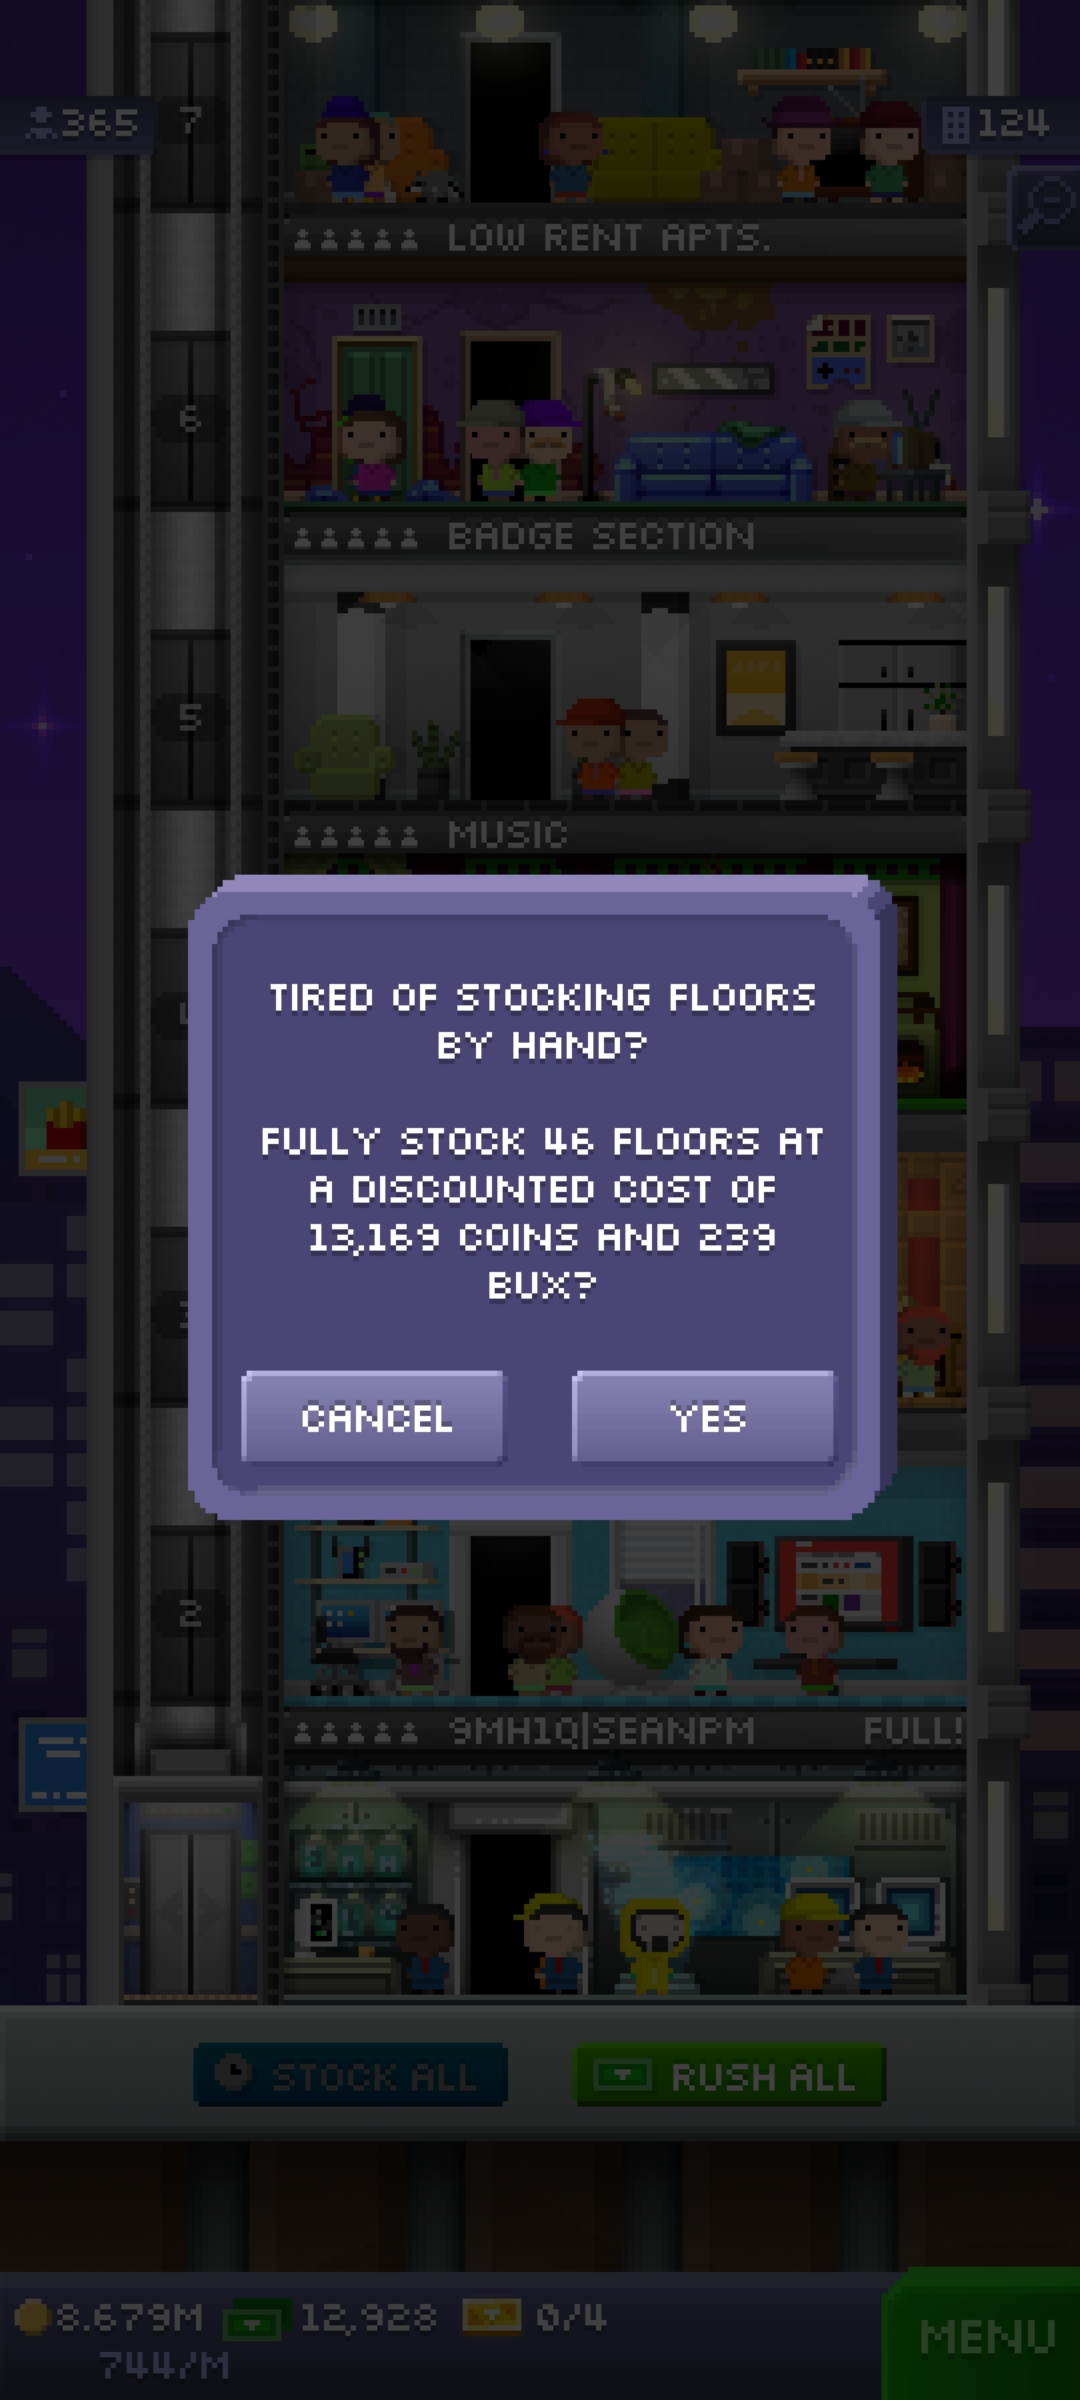 365
7
124
LOW RENT APTS.
6
BADGE SECTION
5
MUSIC
TIRED OF STOCKING FLOORS
BY HAND?
FULLY STOCK 46 FLOORS AT
A DISCOUNTED COST OF
13,169 COINS AND 239
BUX?
CANCEL
YES
2
9MH1Q|SEANPM
FULL!
STOCK ALL
RUSH ALL
8.679M
12,928
0/4
744/M
MENU